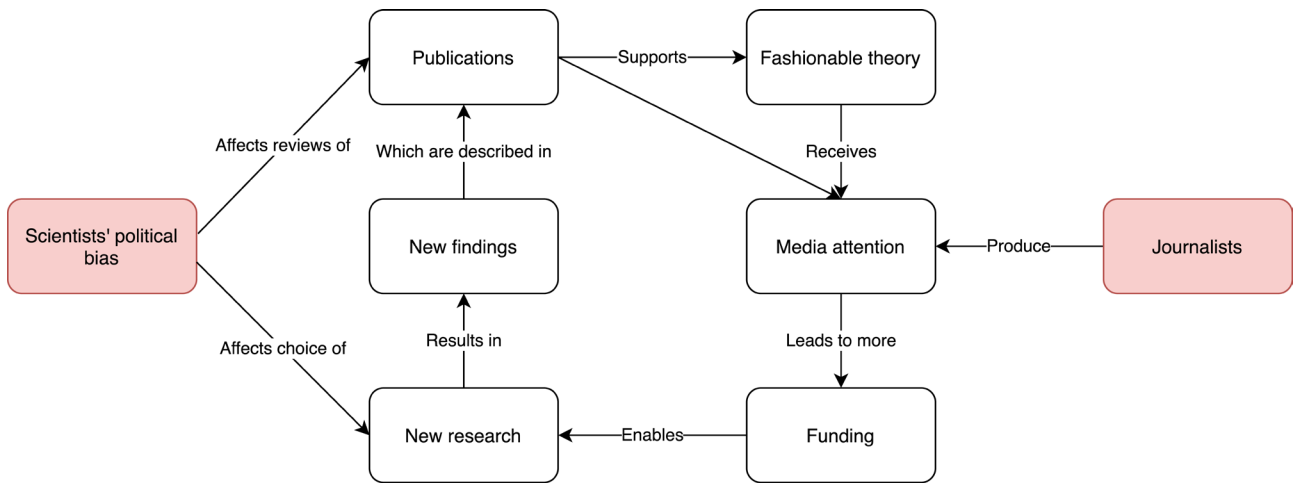 Publications
Supports
Fashionable theory
Affects reviews of
Which are described in
Receives
Scientists' political
bias
New findings
Media attention
Produce
Journalists
Affects choice of
Results in
Leads to more
New research
Enables
Funding